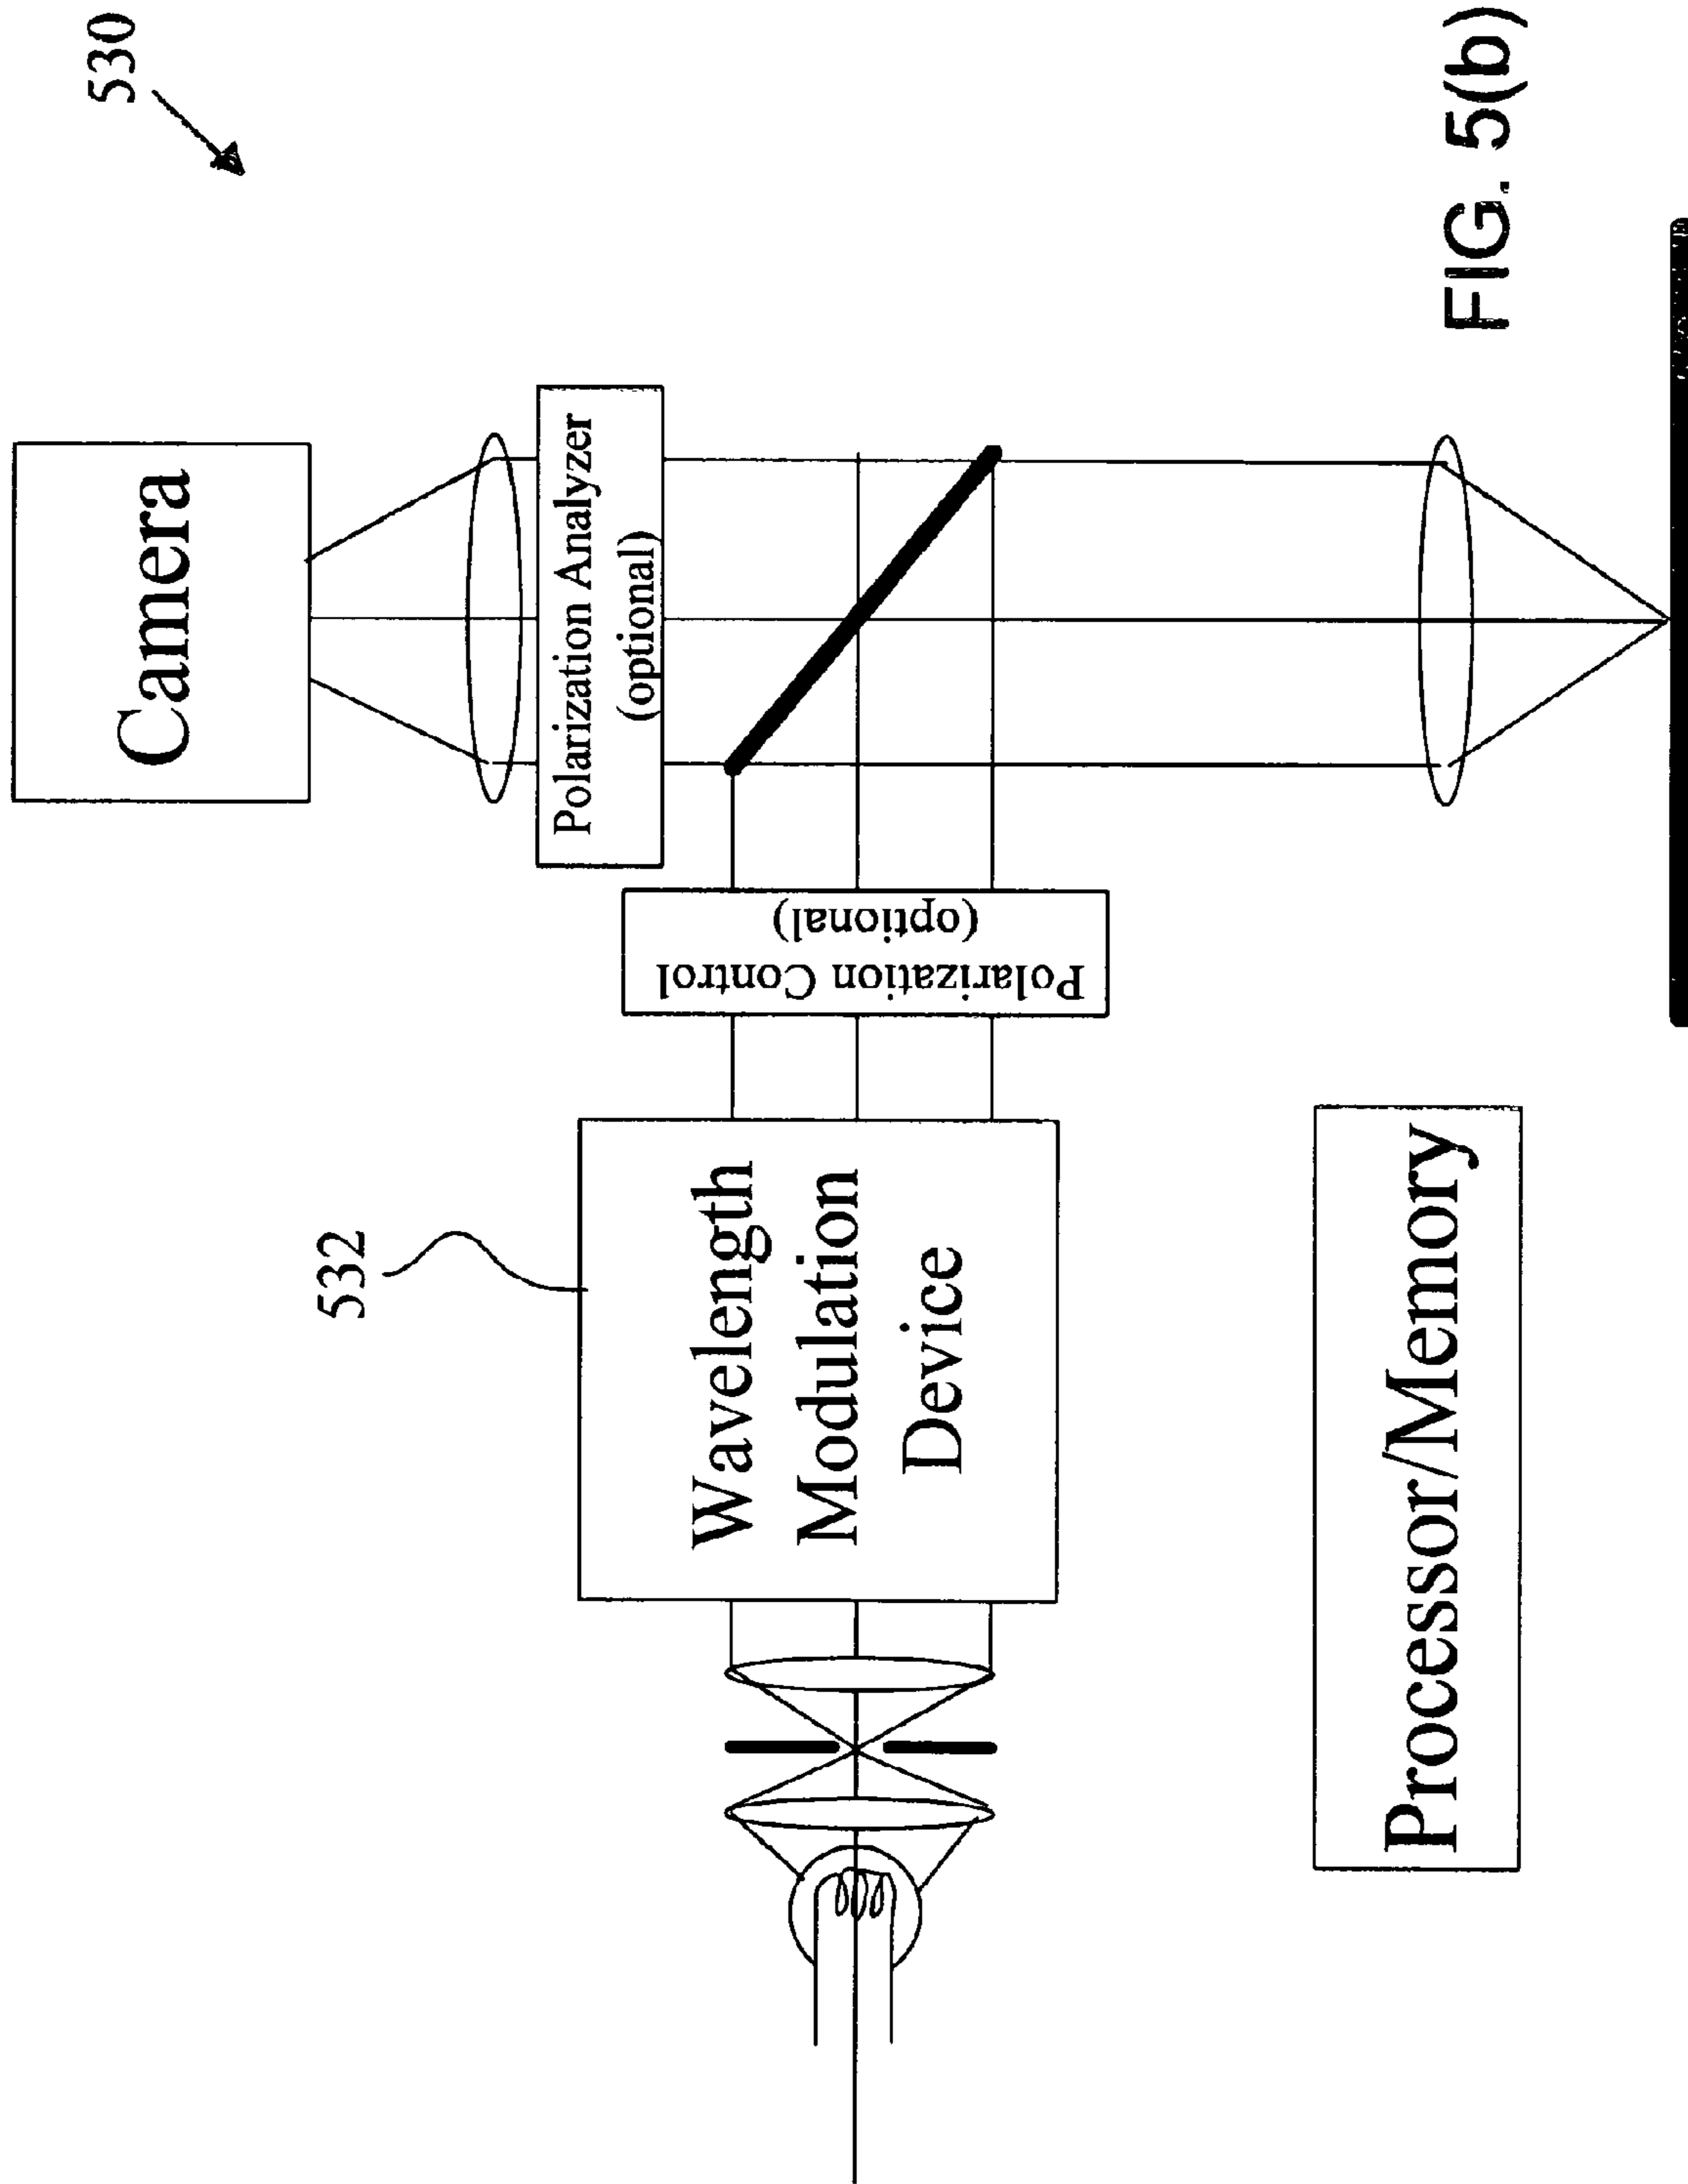 530
Camera
Polarization Analyzer
(optional)
Polarization Control
(optional)
532
Wavelength
Modulation
Device
Processor/Memory
FIG. 5(b)